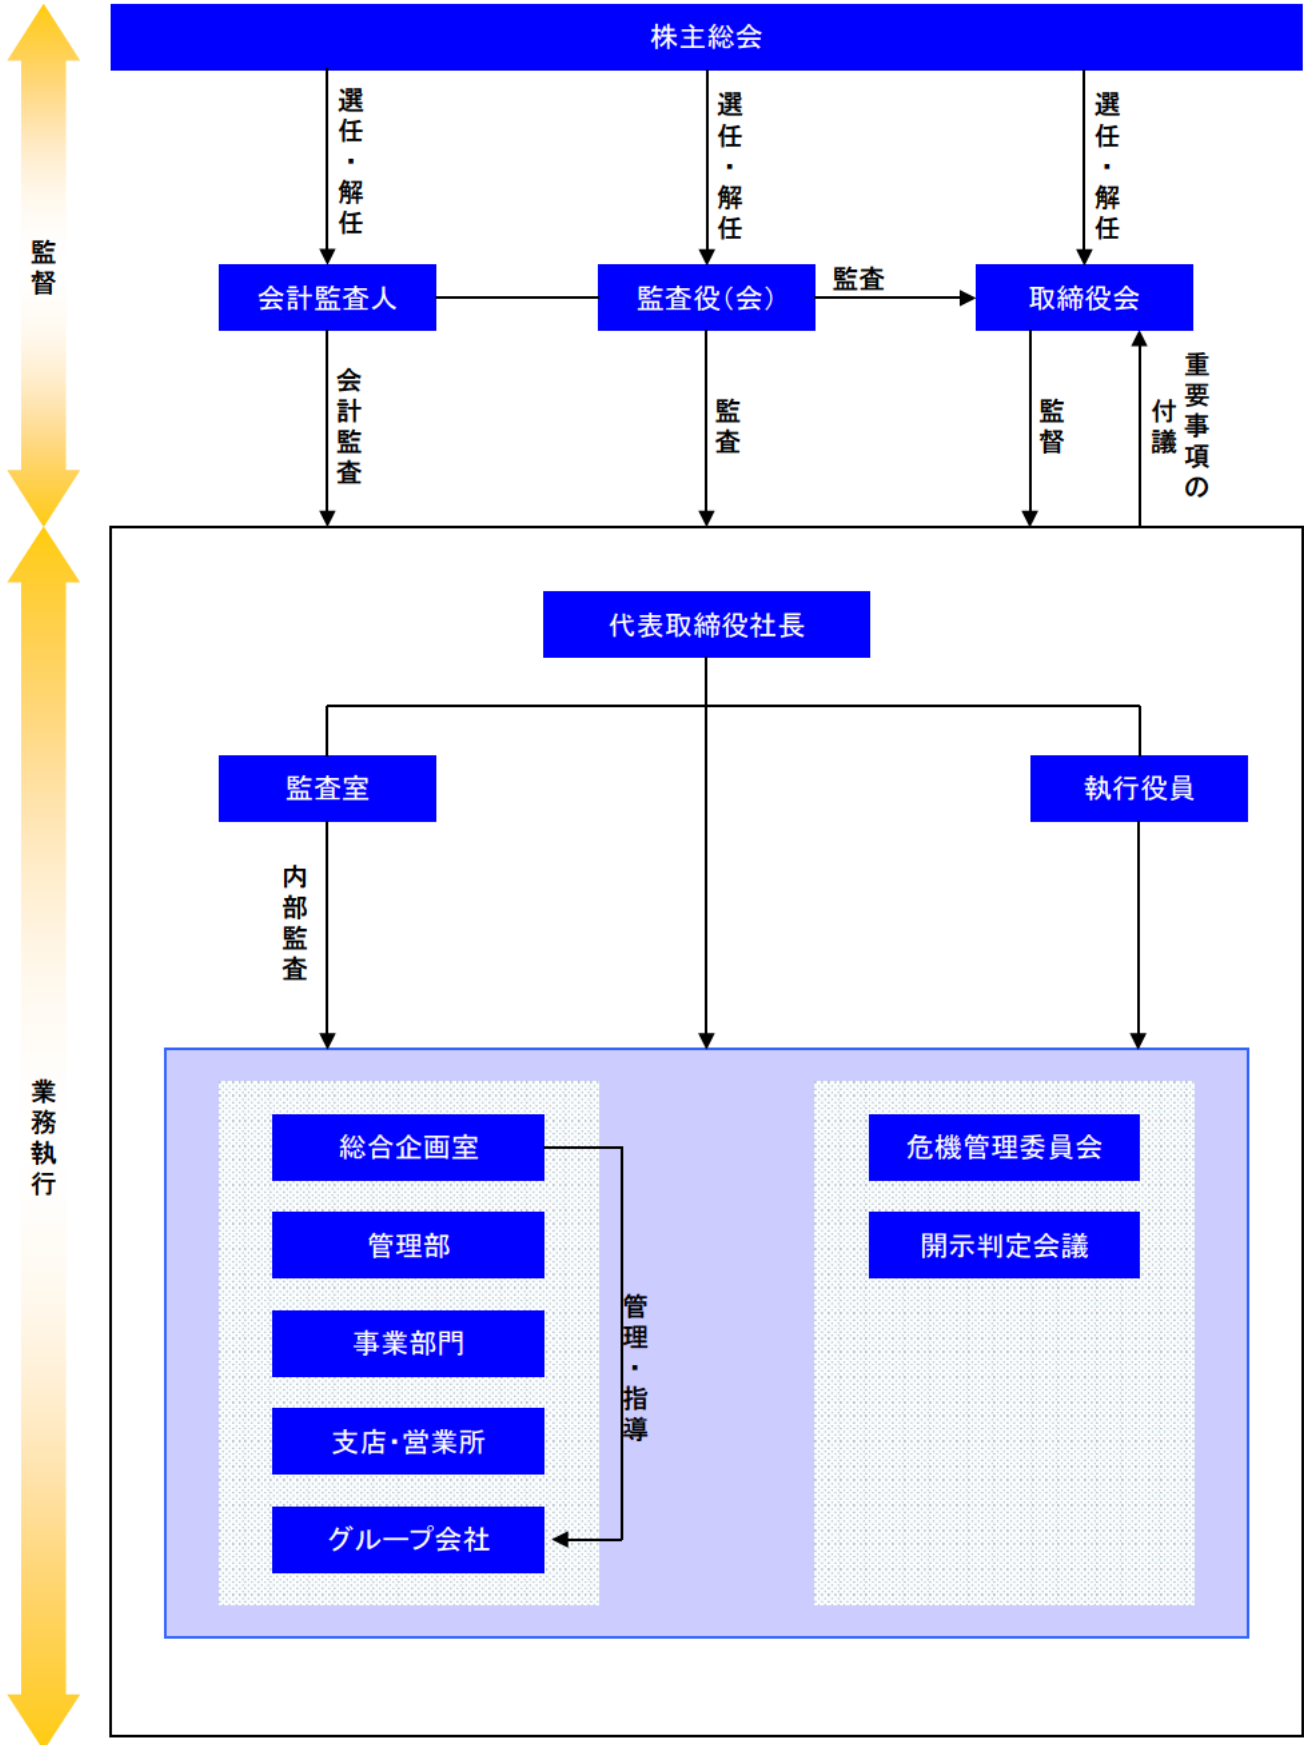 株主総会
選任・解任
選任・解任
選任・解任
監督
会計監査人
監査役(会)
監査
取締役会
会計監査
監査
監督
重要事項の
付議
代表取締役社長
監査室
執行役員
内部監査
業務執行
総合企画室
管理部
事業部門
支店・営業所
グループ会社
管理・指導
危機管理委員会
開示判定会議